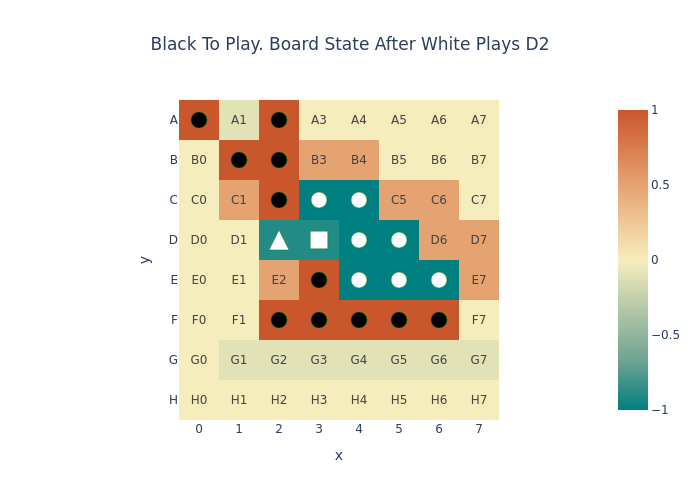 Black To Play. Board State After White Plays D2
A A1 A3 A4 A5 A6 A7 1
B B0 B3 B4 B5 B6 B7
C C0 C1 C5 C6 C7 0.5
D D0 D1 D6 D7
y 0
E E0 E1 E2 E7
F F0 F1 F7 −0.5
G G0 G1 G2 G3 G4 G5 G6 G7
H H0 H1 H2 H3 H4 H5 H6 H7 −1
0 1 2 3 4 5 6 7
x